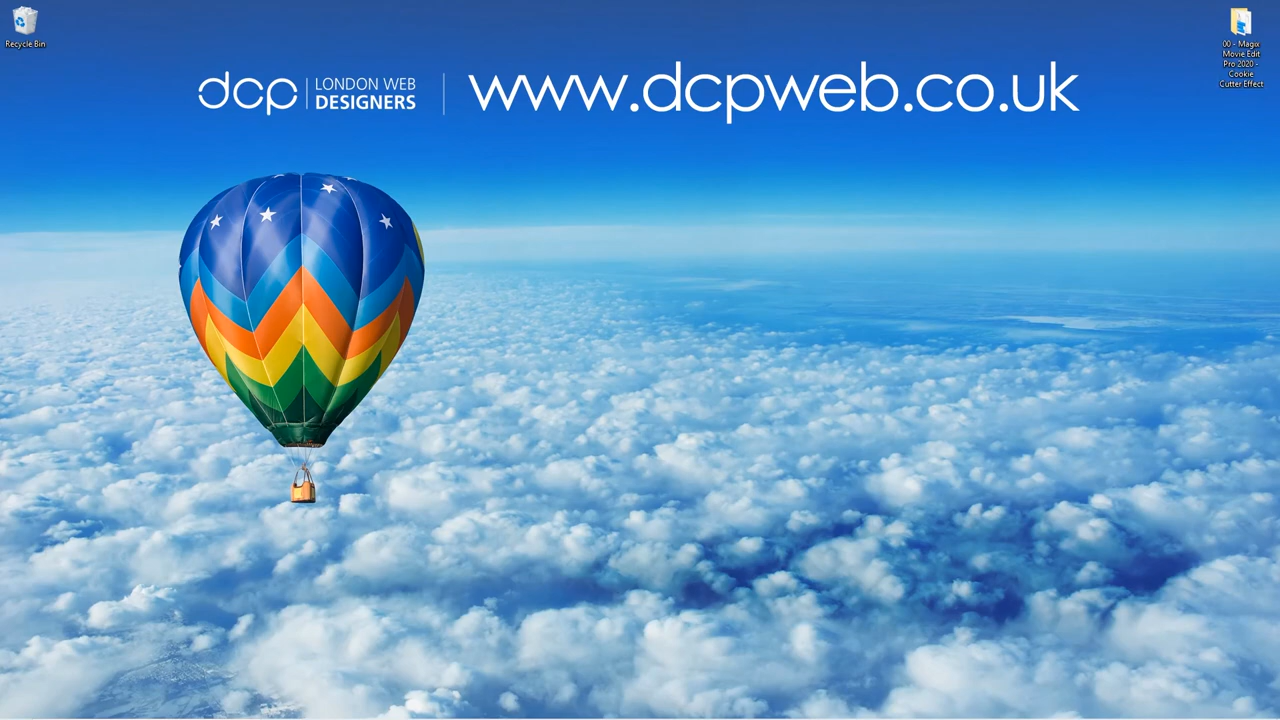 Recycle Bin
00 - Magix
Movie Edit
Pro 2020 -
Cookie
Cutter Effect
dcp
LONDON WEB
DESIGNERS
www.dcpweb.co.uk